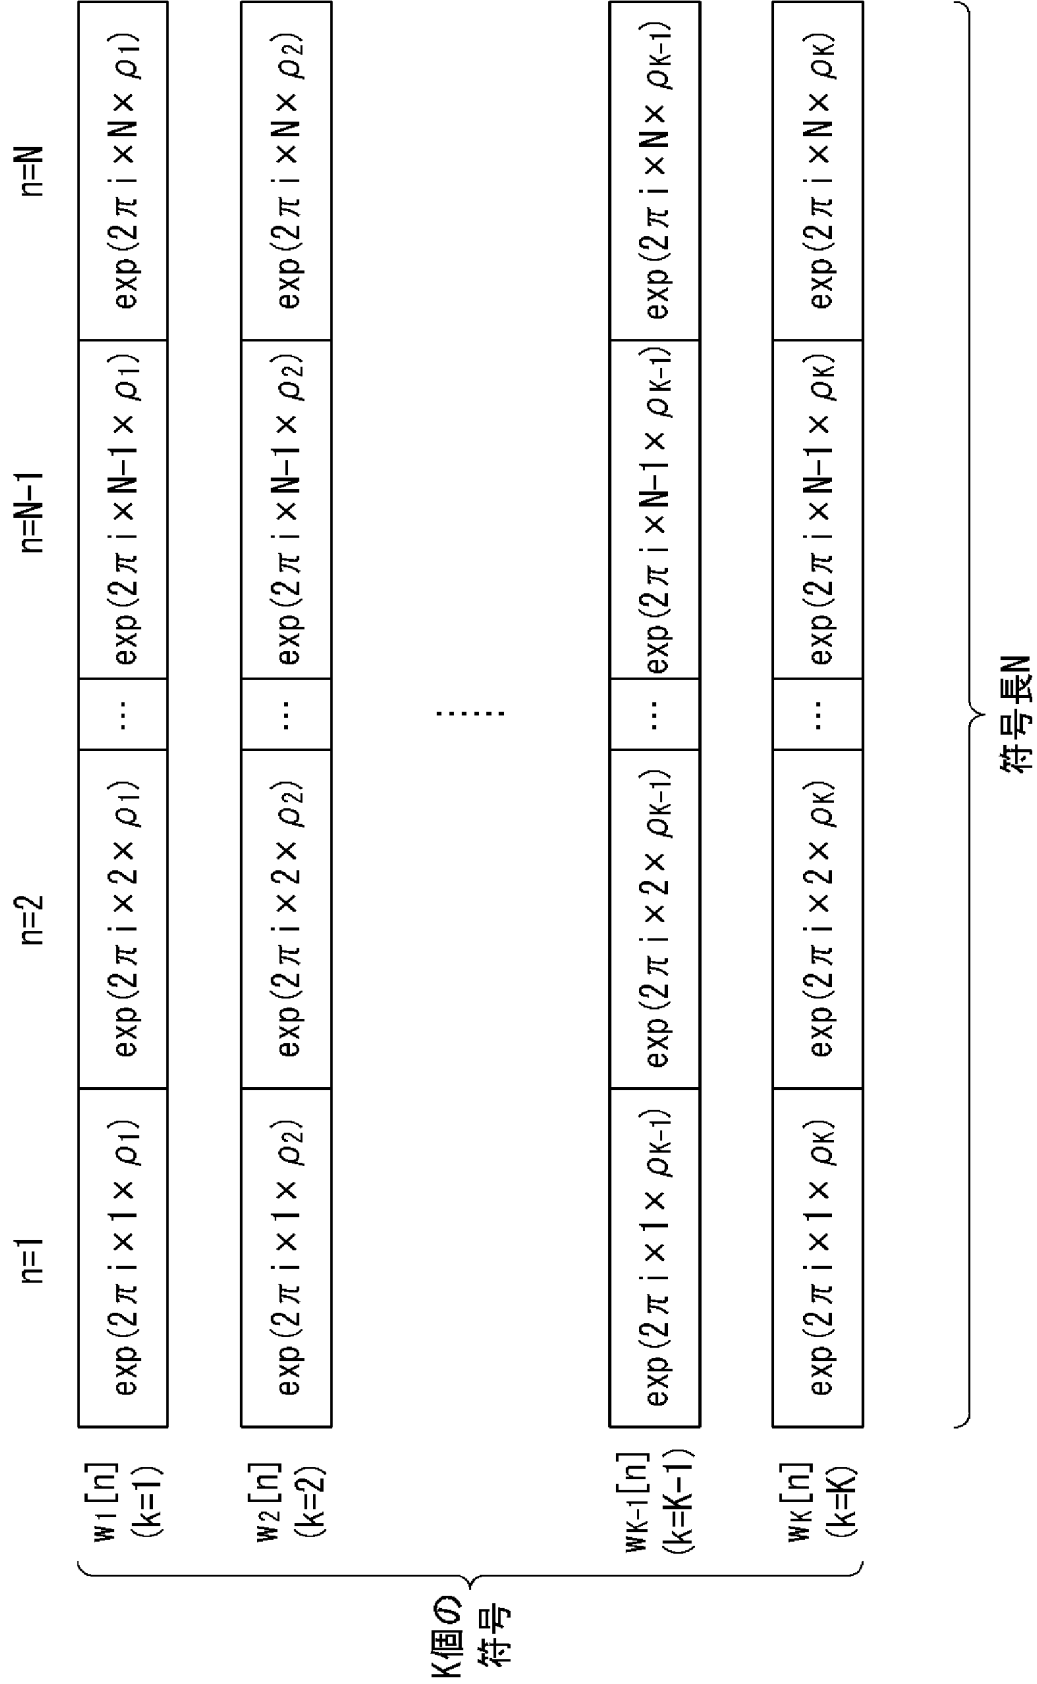 n=1 n=2 n=N-1 n=N
W1[n] exp(2πi×1×ρ1) exp(2πi×2×ρ1) ... exp(2πi×N-1×ρ1) exp(2πi×N×ρ1)
(k=1)
W2[n] exp(2πi×1×ρ2) exp(2πi×2×ρ2) ... exp(2πi×N-1×ρ2) exp(2πi×N×ρ2)
(k=2)
K個の
符号
......
WK-1[n] exp(2πi×1×ρK-1) exp(2πi×2×ρK-1) ... exp(2πi×N-1×ρK-1) exp(2πi×N×ρK-1)
(k=K-1)
WK[n] exp(2πi×1×ρK) exp(2πi×2×ρK) ... exp(2πi×N-1×ρK) exp(2πi×N×ρK)
(k=K)
符号長N